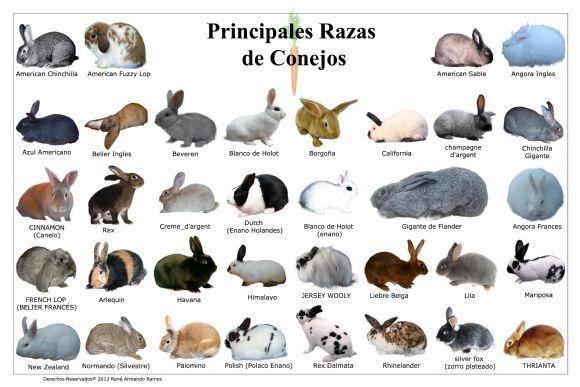 Principales Razas
de Conejos
American Chinchilla
American Fuzzy Lop
American Sable
Angora Ingles
Azul Americano
Belier Ingles
Beveren
Blanco de Holot
Borgoña
California
champagne
d'argent
Chinchilla
Gigante
CINNAMON
(Canelo)
Rex
Creme_d'argent
Dutch
(Enano Holandes)
Blanco de Holot
(enano)
Gigante de Flander
Angora Frances
FRENCH LOP
(BELIER FRANCÉS)
Arlequin
Havana
Himalayo
JERSEY WOOLY
Liebre Belga
Lila
Mariposa
New Zealand
Normando (Silvestre)
Palomino
Polish (Polaco Enano)
Rex Dalmata
Rhinelander
silver fox
(zorro plateado)
THRIANTA
Derechos Reservados® 2012 René Armando Ramos